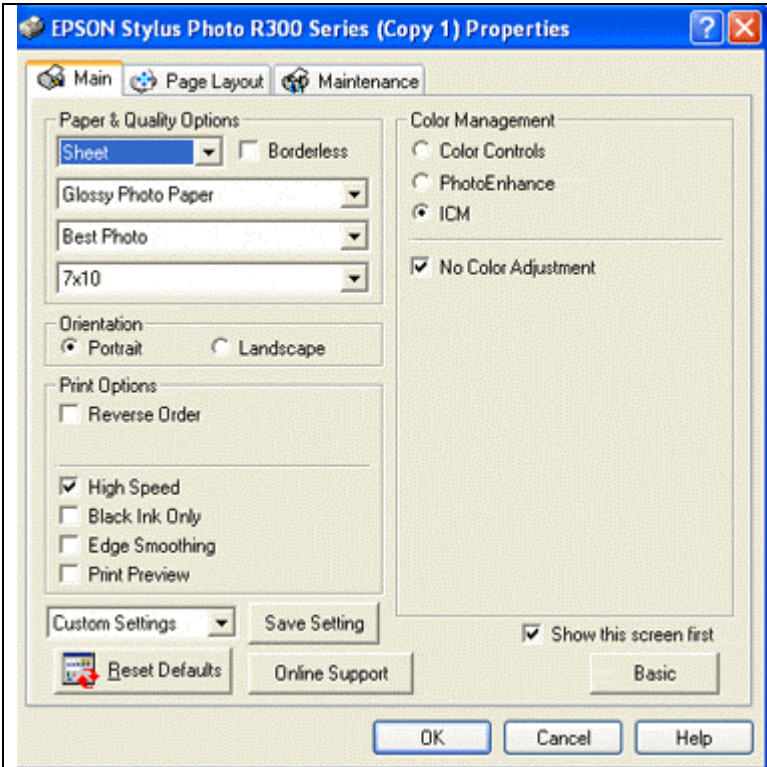 EPSON Stylus Photo R300 Series (Copy 1) Properties
Main
Page Layout
Maintenance
Paper & Quality Options
Sheet
Borderless
Glossy Photo Paper
Best Photo
7x10
Orientation
Portrait
Landscape
Print Options
Reverse Order
High Speed
Black Ink Only
Edge Smoothing
Print Preview
Custom Settings
Save Setting
Reset Defaults
Online Support
Color Management
Color Controls
PhotoEnhance
ICM
No Color Adjustment
Show this screen first
Basic
OK
Cancel
Help